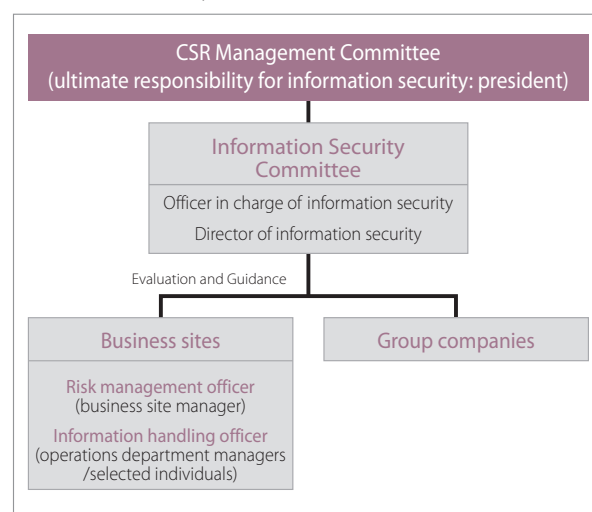 CSR Management Committee
(ultimate responsibility for information security: president)
Information Security
Committee
Officer in charge of information security
Director of information security
Evaluation and Guidance
Business sites
Group companies
Risk management officer
(business site manager)
Information handling officer
(operations department managers
/selected individuals)